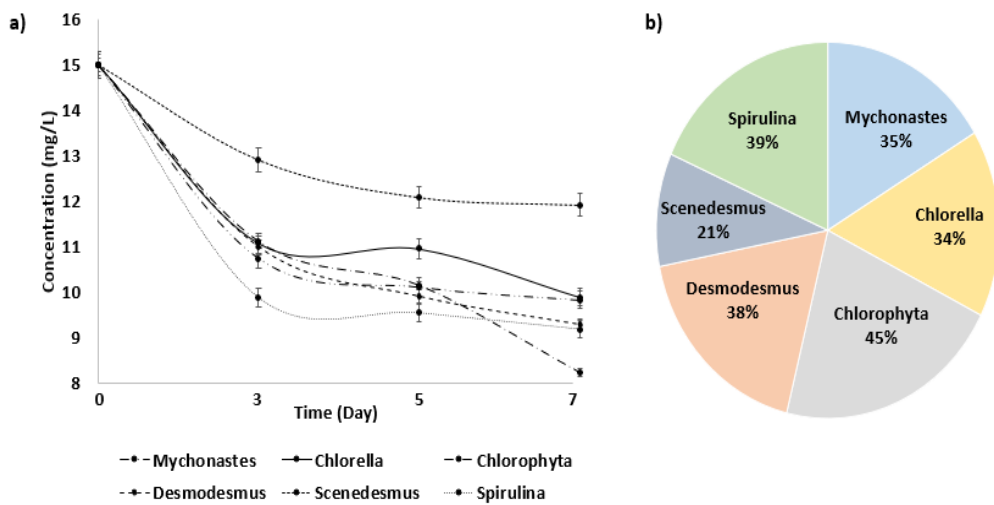 a)
Concentration (mg/L)
16
15
14
13
12
11
10
9
8
0
3
5
7
Time (Day)
Mychonastes
Chlorella
Chlorophyta
Desmodesmus
Scenedesmus
Spirulina
b)
Spirulina
39%
Mychonastes
35%
Scenedesmus
21%
Chlorella
34%
Desmodesmus
38%
Chlorophyta
45%